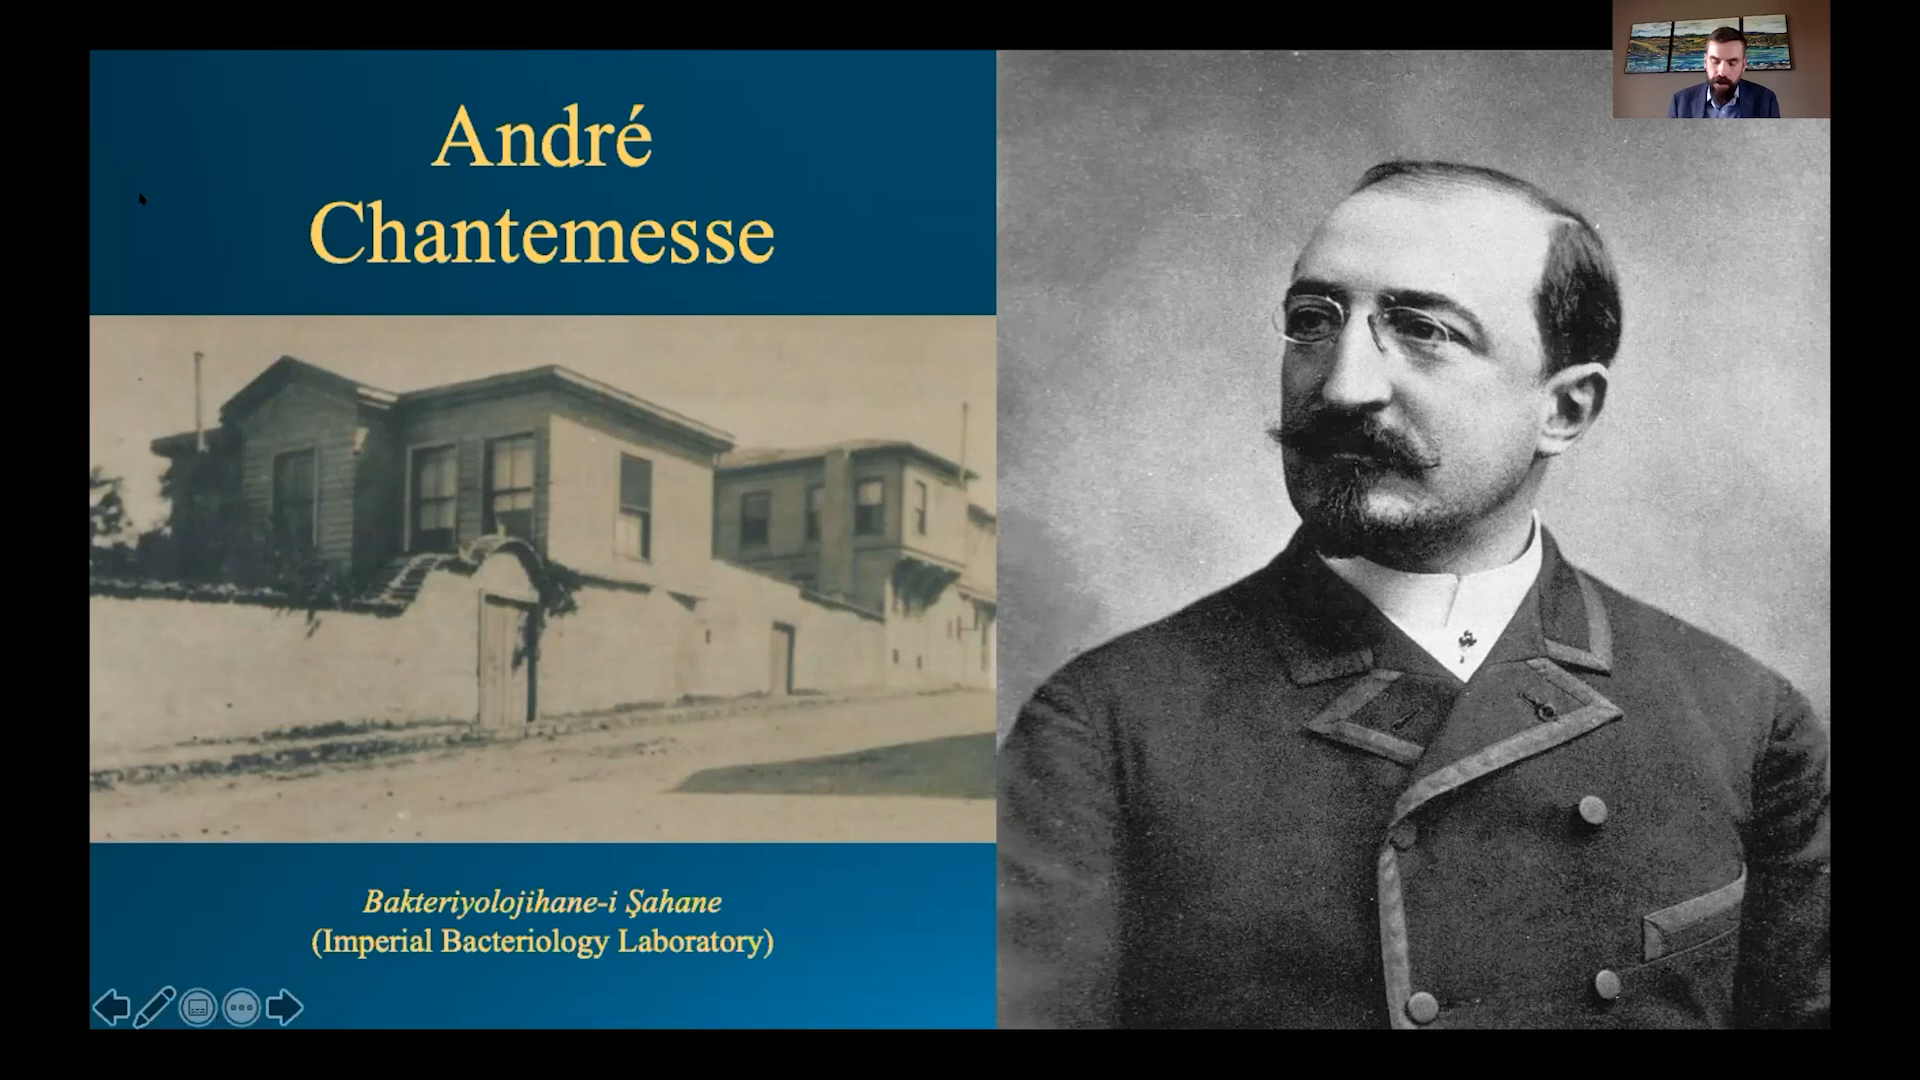 André
Chantemesse
Bakteriyolojihane-i Şahane
(Imperial Bacteriology Laboratory)